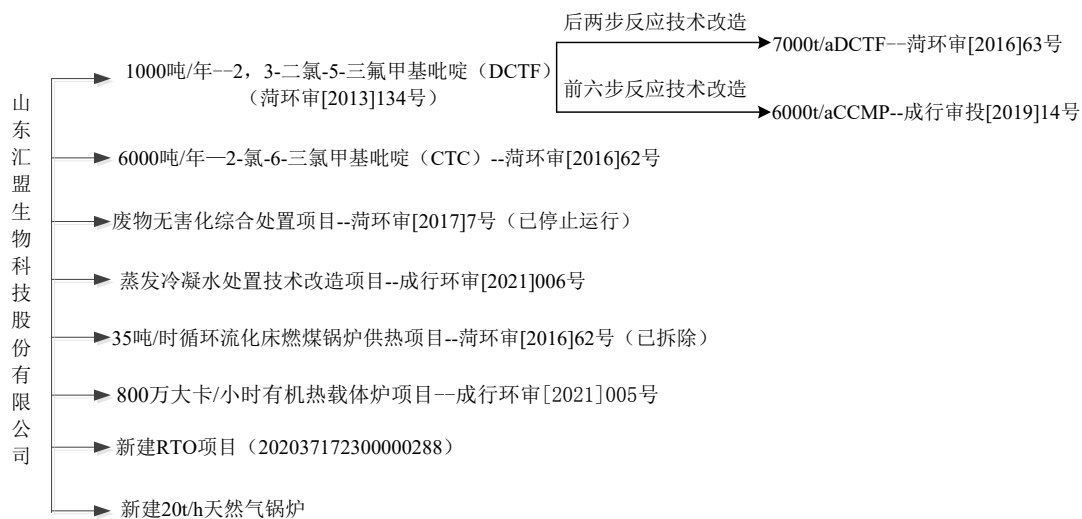 山东汇盟生物科技股份有限公司
后两步反应技术改造
7000t/aDCTF--菏环审[2016]63号
1000吨/年--2，3-二氯-5-三氟甲基吡啶（DCTF）
（菏环审[2013]134号）
前六步反应技术改造
6000t/aCCMP--成行审投[2019]14号
6000吨/年—2-氯-6-三氯甲基吡啶（CTC）--菏环审[2016]62号
废物无害化综合处置项目--菏环审[2017]7号（已停止运行）
蒸发冷凝水处置技术改造项目--成行环审[2021]006号
35吨/时循环流化床燃煤锅炉供热项目--菏环审[2016]62号（已拆除）
800万大卡/小时有机热载体炉项目--成行环审[2021]005号
新建RTO项目（202037172300000288）
新建20t/h天然气锅炉